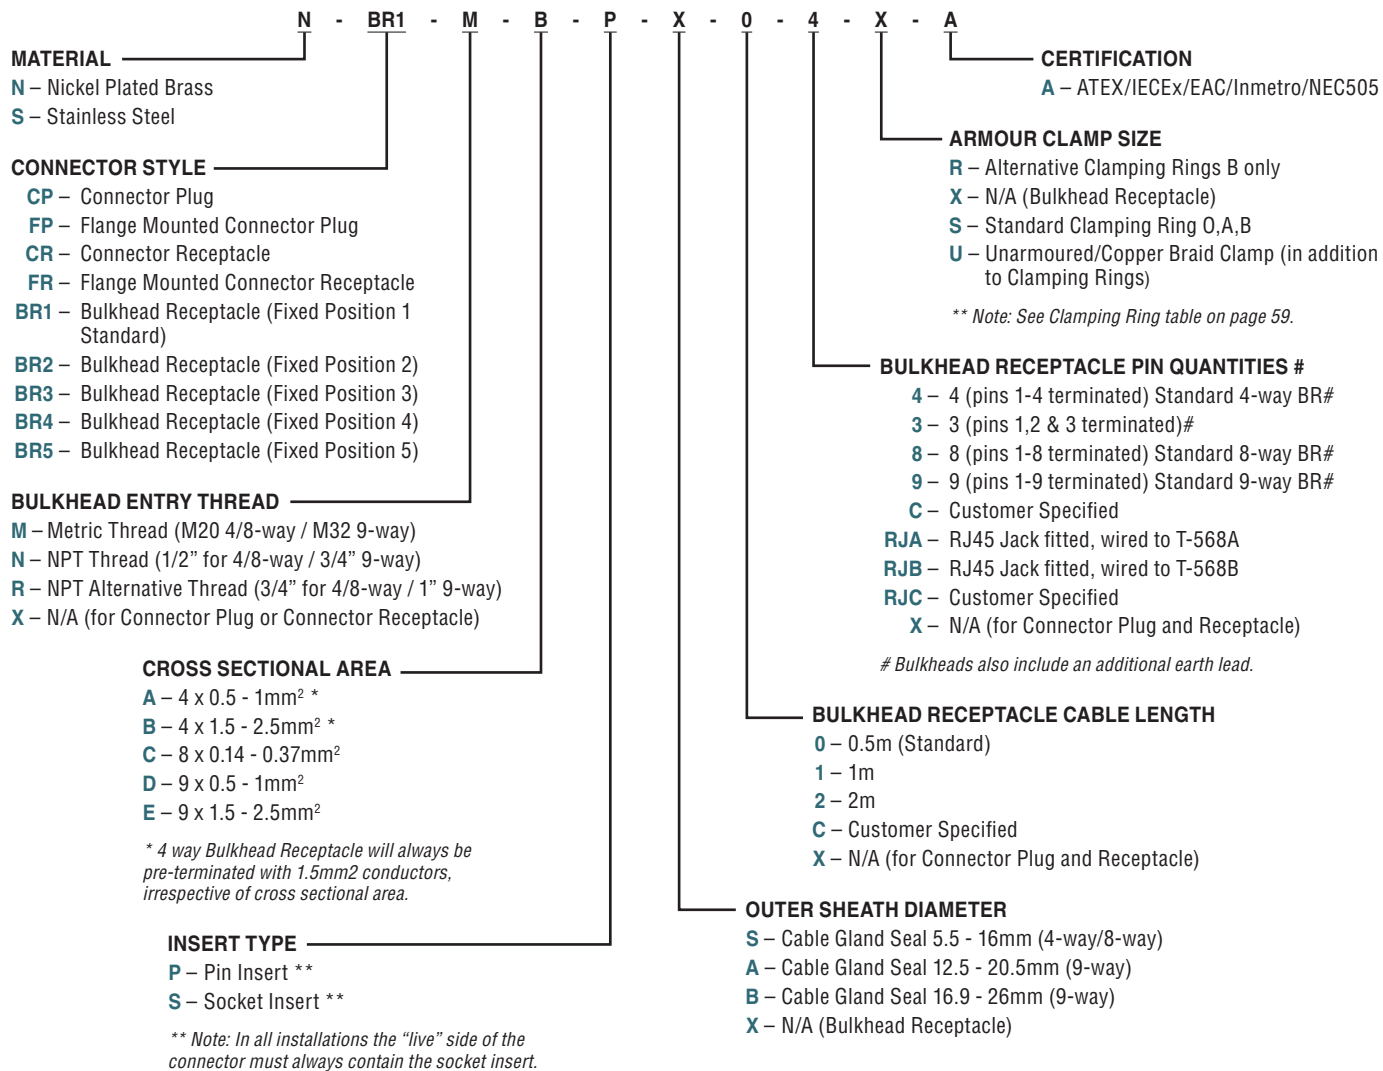 N - BR1 - M - B - P - X - 0 - 4 - X - A
MATERIAL
N – Nickel Plated Brass
S – Stainless Steel
CONNECTOR STYLE
CP – Connector Plug
FP – Flange Mounted Connector Plug
CR – Connector Receptacle
FR – Flange Mounted Connector Receptacle
BR1 – Bulkhead Receptacle (Fixed Position 1
Standard)
BR2 – Bulkhead Receptacle (Fixed Position 2)
BR3 – Bulkhead Receptacle (Fixed Position 3)
BR4 – Bulkhead Receptacle (Fixed Position 4)
BR5 – Bulkhead Receptacle (Fixed Position 5)
BULKHEAD ENTRY THREAD
M – Metric Thread (M20 4/8-way / M32 9-way)
N – NPT Thread (1/2” for 4/8-way / 3/4” 9-way)
R – NPT Alternative Thread (3/4” for 4/8-way / 1” 9-way)
X – N/A (for Connector Plug or Connector Receptacle)
CROSS SECTIONAL AREA
A – 4 x 0.5 - 1mm² *
B – 4 x 1.5 - 2.5mm² *
C – 8 x 0.14 - 0.37mm²
D – 9 x 0.5 - 1mm²
E – 9 x 1.5 - 2.5mm²
* 4 way Bulkhead Receptacle will always be
pre-terminated with 1.5mm2 conductors,
irrespective of cross sectional area.
INSERT TYPE
P – Pin Insert **
S – Socket Insert **
** Note: In all installations the “live” side of the
connector must always contain the socket insert.
CERTIFICATION
A – ATEX/IECEx/EAC/Inmetro/NEC505
ARMOUR CLAMP SIZE
R – Alternative Clamping Rings B only
X – N/A (Bulkhead Receptacle)
S – Standard Clamping Ring O,A,B
U – Unarmoured/Copper Braid Clamp (in addition
to Clamping Rings)
** Note: See Clamping Ring table on page 59.
BULKHEAD RECEPTACLE PIN QUANTITIES #
4 – 4 (pins 1-4 terminated) Standard 4-way BR#
3 – 3 (pins 1,2 & 3 terminated)#
8 – 8 (pins 1-8 terminated) Standard 8-way BR#
9 – 9 (pins 1-9 terminated) Standard 9-way BR#
C – Customer Specified
RJA – RJ45 Jack fitted, wired to T-568A
RJB – RJ45 Jack fitted, wired to T-568B
RJC – Customer Specified
X – N/A (for Connector Plug and Receptacle)
# Bulkheads also include an additional earth lead.
BULKHEAD RECEPTACLE CABLE LENGTH
0 – 0.5m (Standard)
1 – 1m
2 – 2m
C – Customer Specified
X – N/A (for Connector Plug and Receptacle)
OUTER SHEATH DIAMETER
S – Cable Gland Seal 5.5 - 16mm (4-way/8-way)
A – Cable Gland Seal 12.5 - 20.5mm (9-way)
B – Cable Gland Seal 16.9 - 26mm (9-way)
X – N/A (Bulkhead Receptacle)